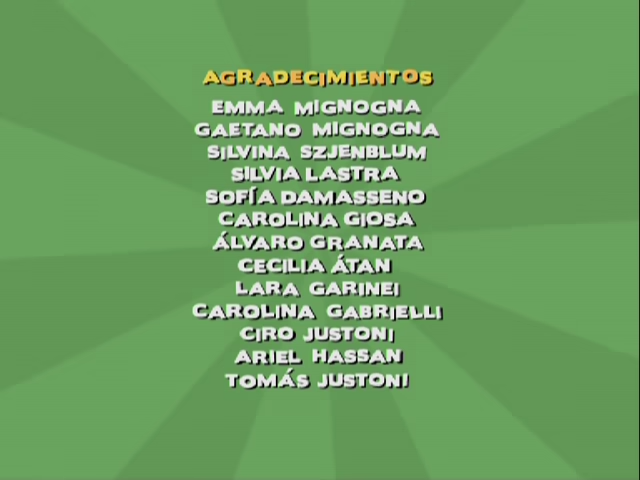 AGRADECIMIENTOS
EMMA MIGNOGNA
GAETANO MIGNOGNA
SILVINA SZJENBLUM
SILVIA LASTRA
SOFÍA DAMASSENO
CAROLINA GIOSA
ÁLVARO GRANATA
CECILIA ÁTAN
LARA GARINEI
CAROLINA GABRIELLI
CIRO JUSTONI
ARIEL HASSAN
TOMÁS JUSTONI